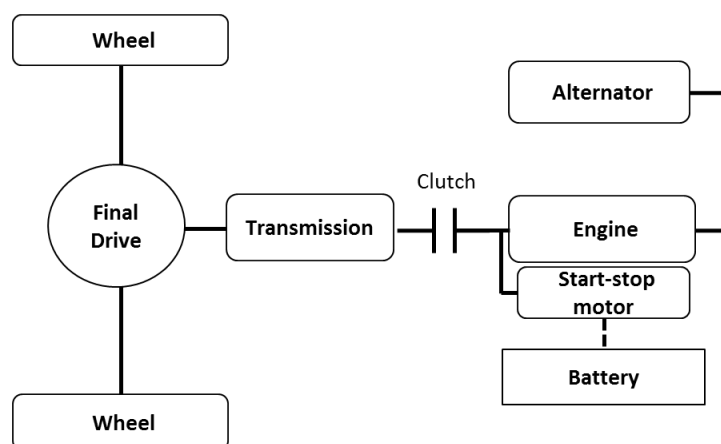 Wheel
Alternator
Clutch
Final
Drive
Transmission
Engine
Start-stop
motor
Battery
Wheel